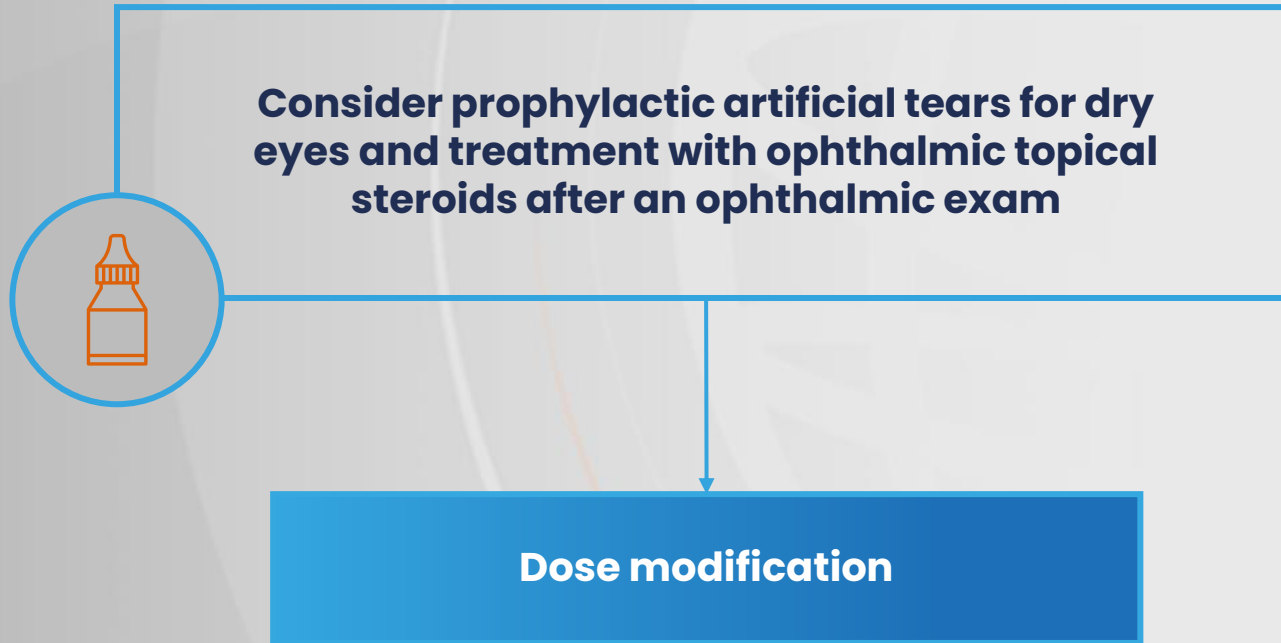 Consider prophylactic artificial tears for dry
eyes and treatment with ophthalmic topical
steroids after an ophthalmic exam
Dose modification